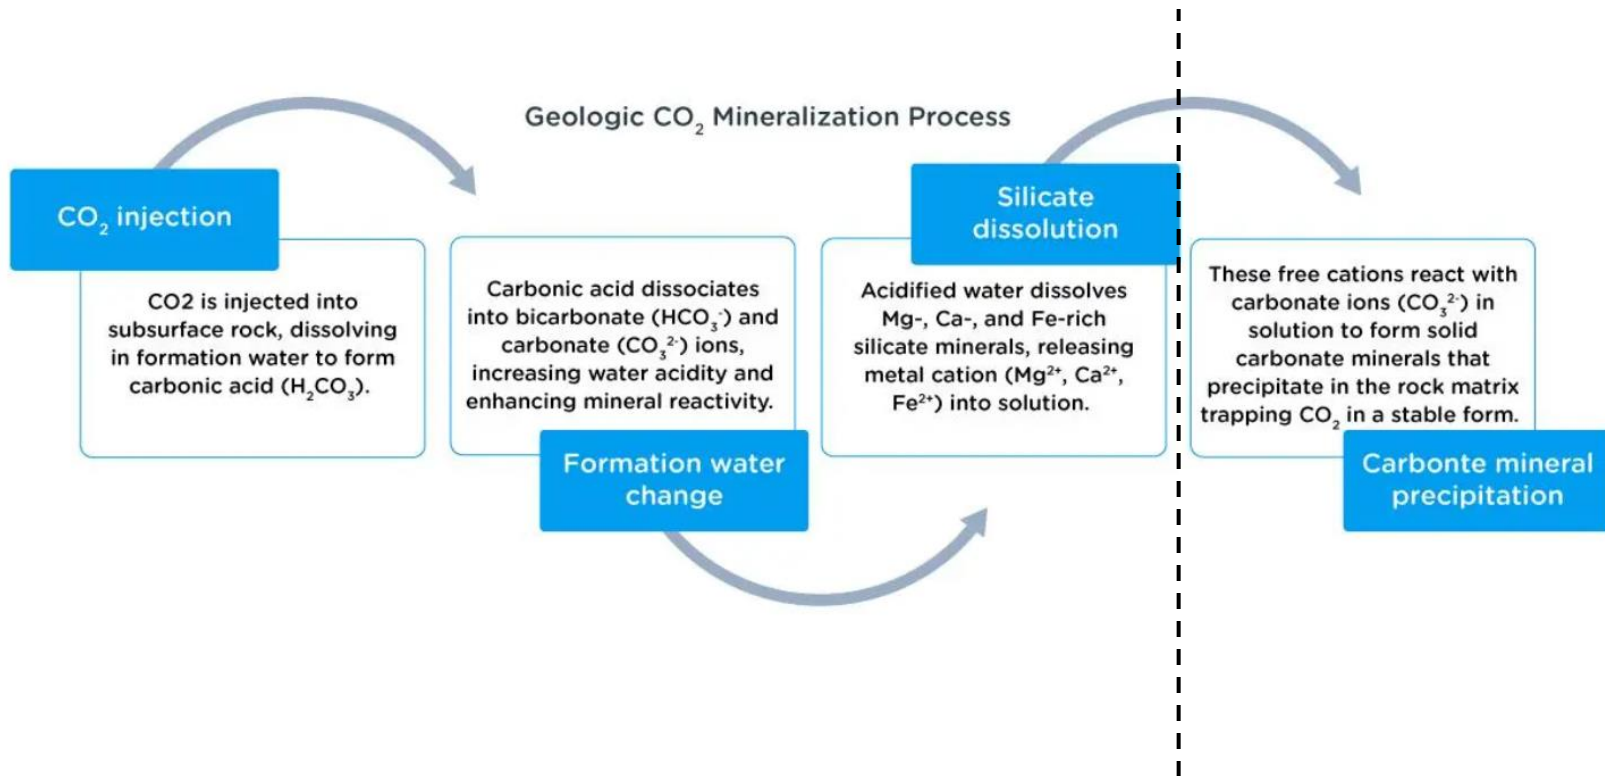 Geologic CO₂ Mineralization Process
CO₂ injection
CO2 is injected into
subsurface rock, dissolving
in formation water to form
carbonic acid (H₂CO₃).
Carbonic acid dissociates
into bicarbonate (HCO₃⁻) and
carbonate (CO₃²⁻) ions,
increasing water acidity and
enhancing mineral reactivity.
Formation water
change
Silicate
dissolution
Acidified water dissolves
Mg-, Ca-, and Fe-rich
silicate minerals, releasing
metal cation (Mg²⁺, Ca²⁺,
Fe²⁺) into solution.
These free cations react with
carbonate ions (CO₃²⁻) in
solution to form solid
carbonate minerals that
precipitate in the rock matrix
trapping CO₂ in a stable form.
Carbonte mineral
precipitation